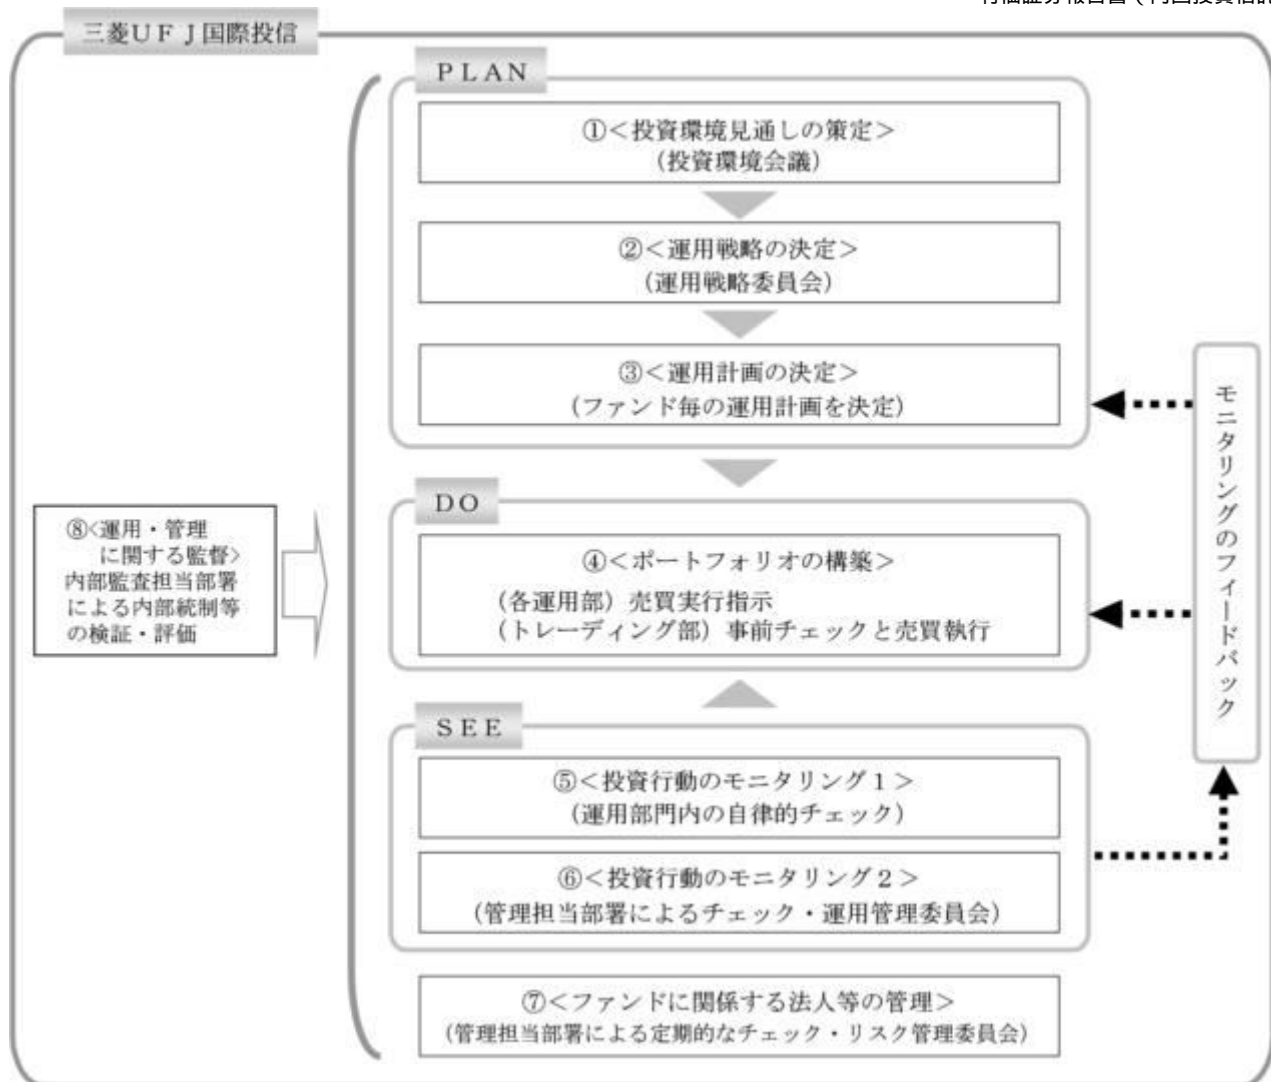 三菱ＵＦＪ国際投信
ＰＬＡＮ
①＜投資環境見通しの策定＞
（投資環境会議）
②＜運用戦略の決定＞
（運用戦略委員会）
③＜運用計画の決定＞
（ファンド毎の運用計画を決定）
ＤＯ
④＜ポートフォリオの構築＞
（各運用部）売買実行指示
（トレーディング部）事前チェックと売買執行
ＳＥＥ
⑤＜投資行動のモニタリング１＞
（運用部門内の自律的チェック）
⑥＜投資行動のモニタリング２＞
（管理担当部署によるチェック・運用管理委員会）
⑦＜ファンドに関係する法人等の管理＞
（管理担当部署による定期的なチェック・リスク管理委員会）
⑧＜運用・管理
に関する監督＞
内部監査担当部署
による内部統制等
の検証・評価
モニタリングのフィードバック